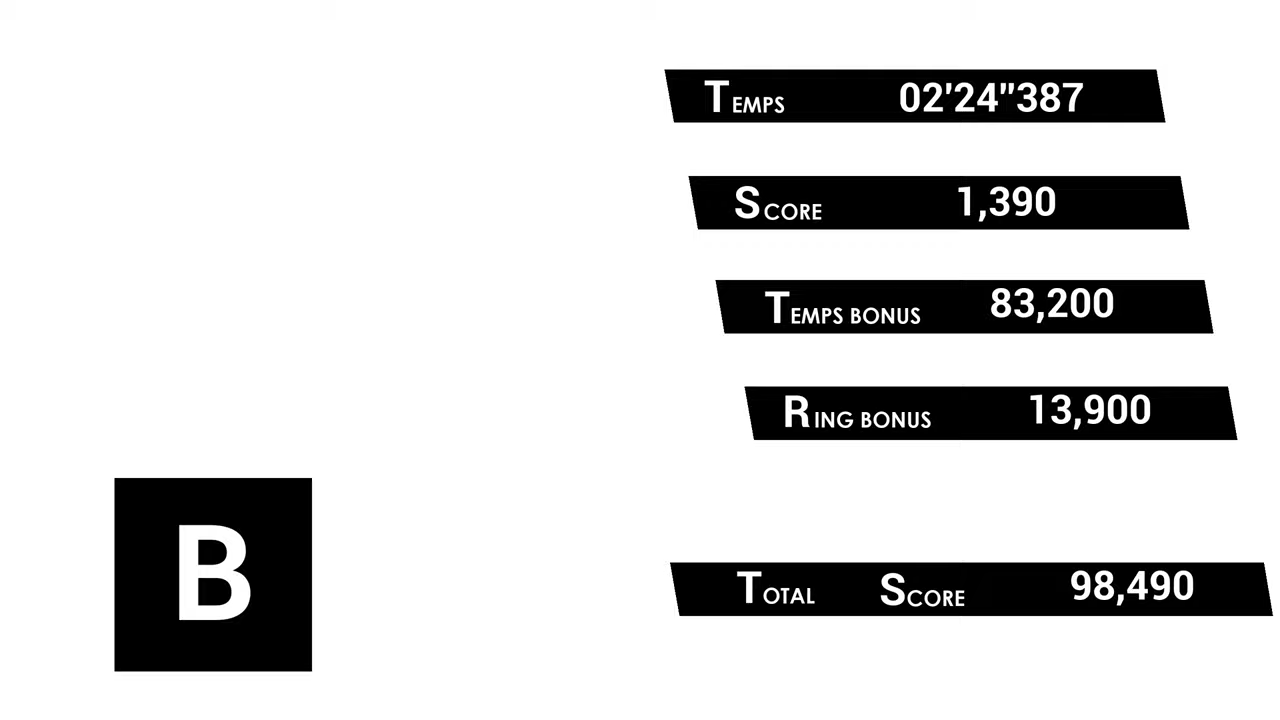 TEMPS 02'24"387
SCORE 1,390
TEMPS BONUS 83,200
RING BONUS 13,900
B
TOTAL SCORE 98,490